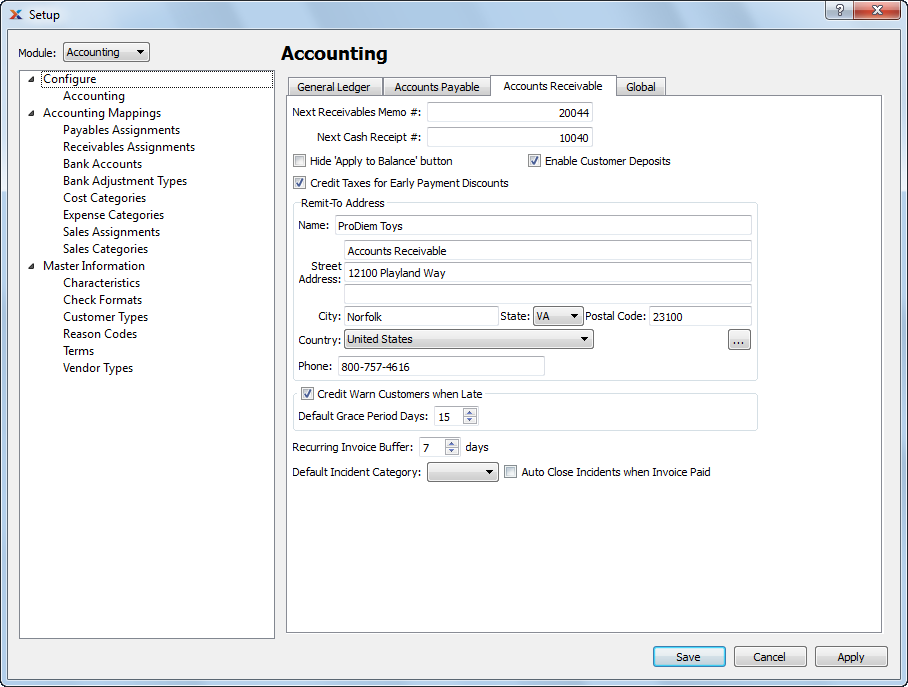 Setup
Module: Accounting
Configure
Accounting
Accounting Mappings
Payables Assignments
Receivables Assignments
Bank Accounts
Bank Adjustment Types
Cost Categories
Expense Categories
Sales Assignments
Sales Categories
Master Information
Characteristics
Check Formats
Customer Types
Reason Codes
Terms
Vendor Types
Accounting
General Ledger Accounts Payable Accounts Receivable Global
Next Receivables Memo #: 20044
Next Cash Receipt #: 10040
Hide 'Apply to Balance' button Enable Customer Deposits
Credit Taxes for Early Payment Discounts
Remit-To Address
Name: ProDiem Toys
Accounts Receivable
Street Address: 12100 Playland Way
City: Norfolk State: VA Postal Code: 23100
Country: United States ...
Phone: 800-757-4616
Credit Warn Customers when Late
Default Grace Period Days: 15
Recurring Invoice Buffer: 7 days
Default Incident Category: Auto Close Incidents when Invoice Paid
Save Cancel Apply